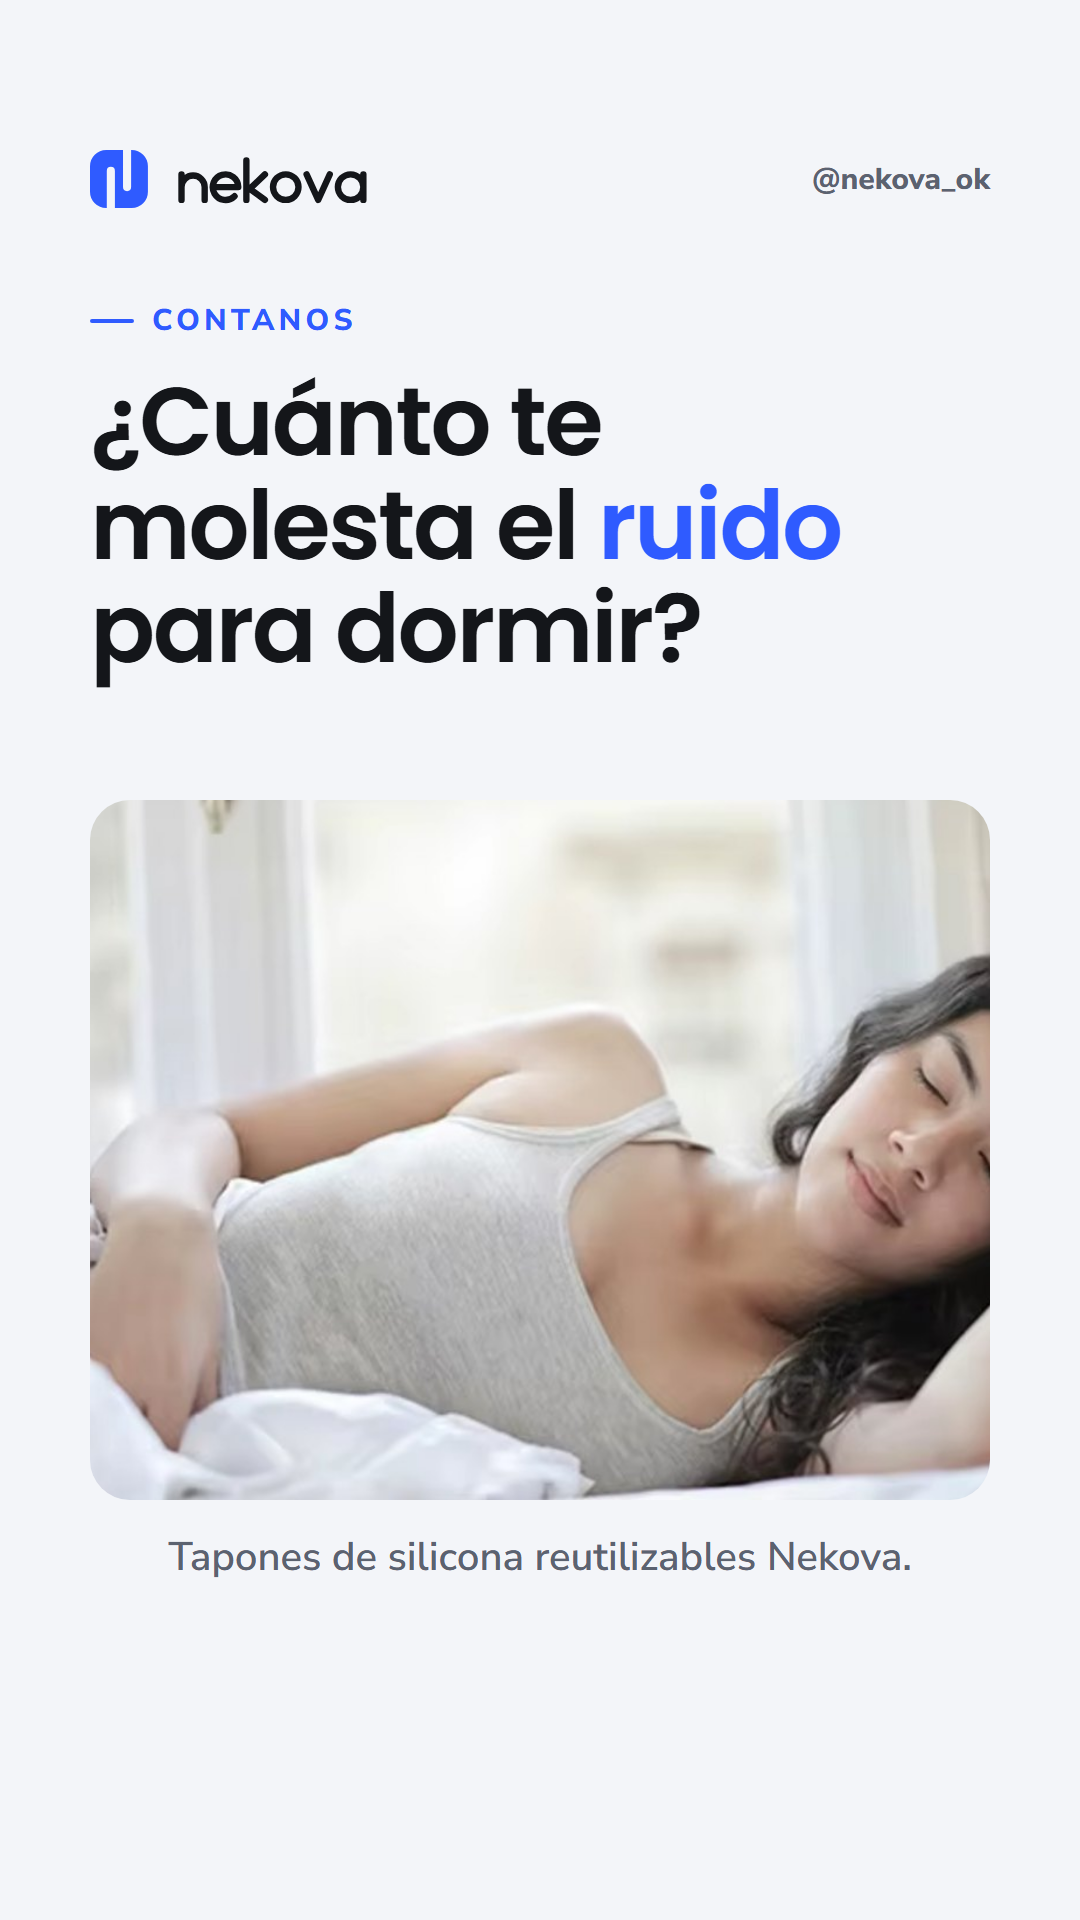 nekova
@nekova_ok
CONTANOS
¿Cuánto te
molesta el ruido
para dormir?
Tapones de silicona reutilizables Nekova.